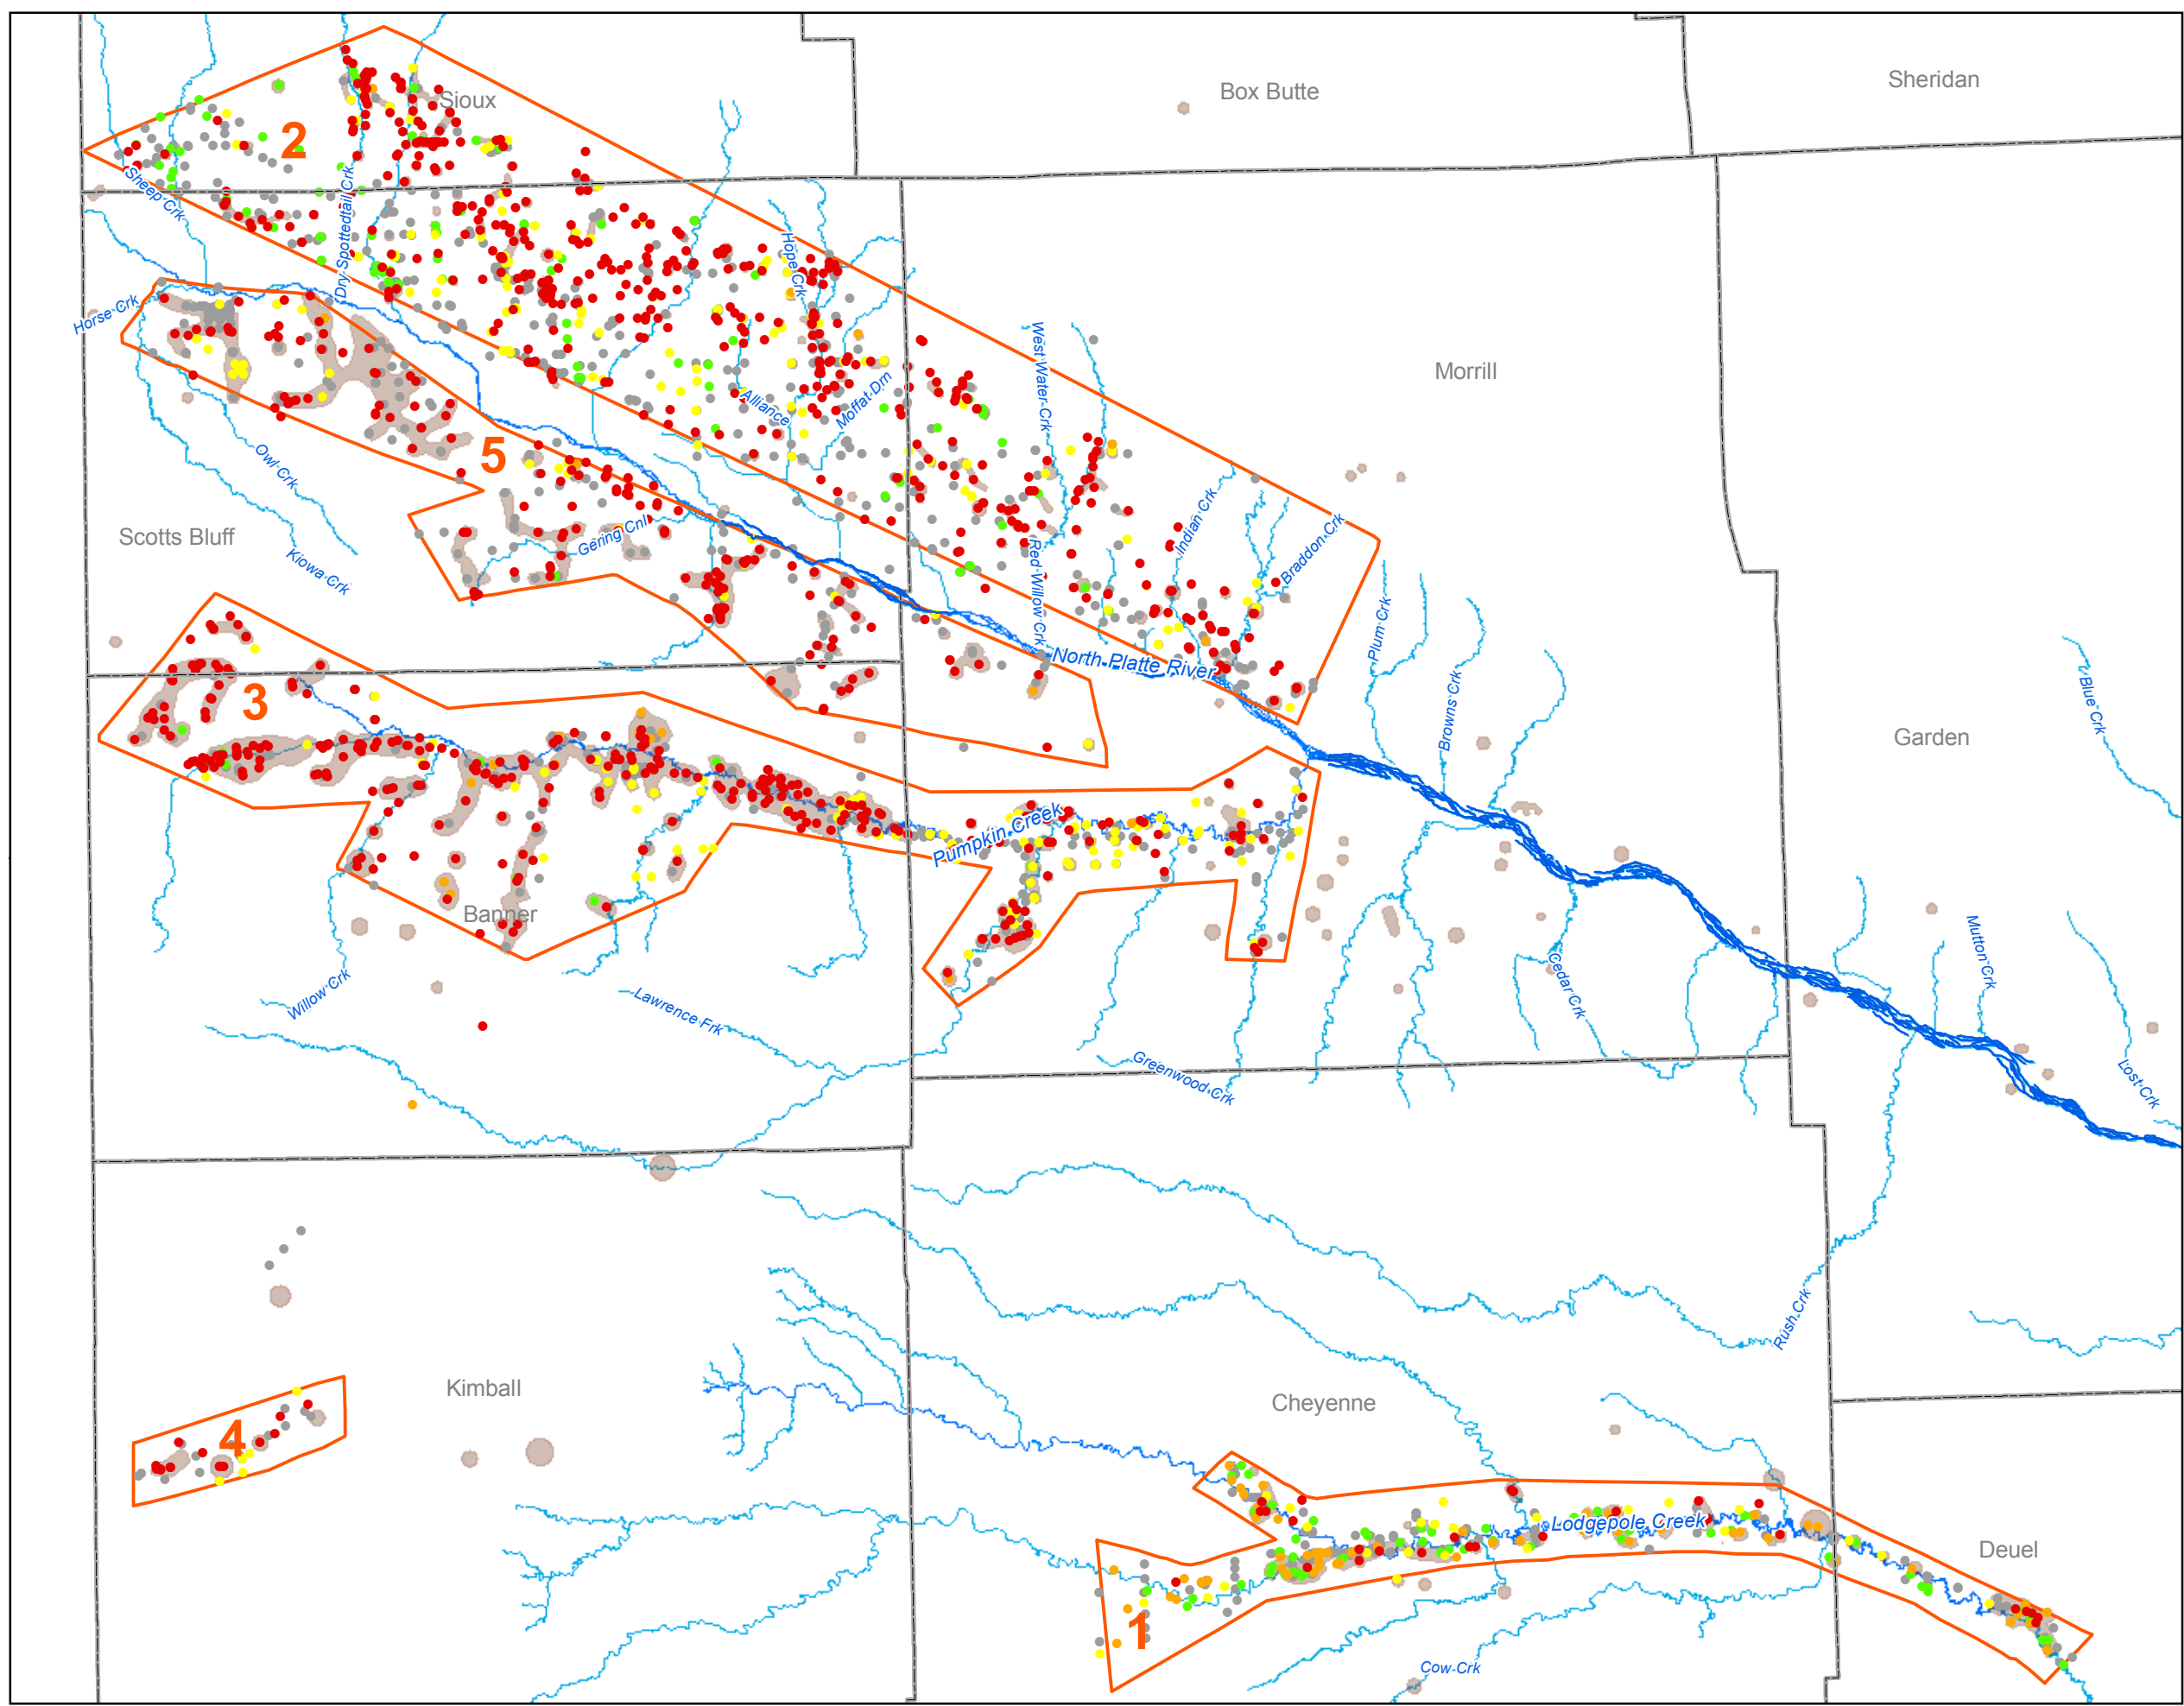 Sheridan
Box Butte
Sioux
2
Sheep Crk
Dry Spottedtail Crk
Hope Crk
Horse Crk
West Water Crk
Morrill
Moffat Drn
Alliance
5
Owl Crk
Scotts Bluff
Gering Cnl
Indian Crk
Braddon Crk
Kiowa Crk
Red Willow Crk
Plum Crk
North Platte River
3
Browns Crk
Blue Crk
Garden
Pumpkin Creek
Banner
Mutton Crk
Willow Crk
Lawrence Frk
Cedar Crk
Greenwood Crk
Lost Crk
Rush Crk
Kimball
Cheyenne
4
Lodgepole Creek
Deuel
1
Cow Crk